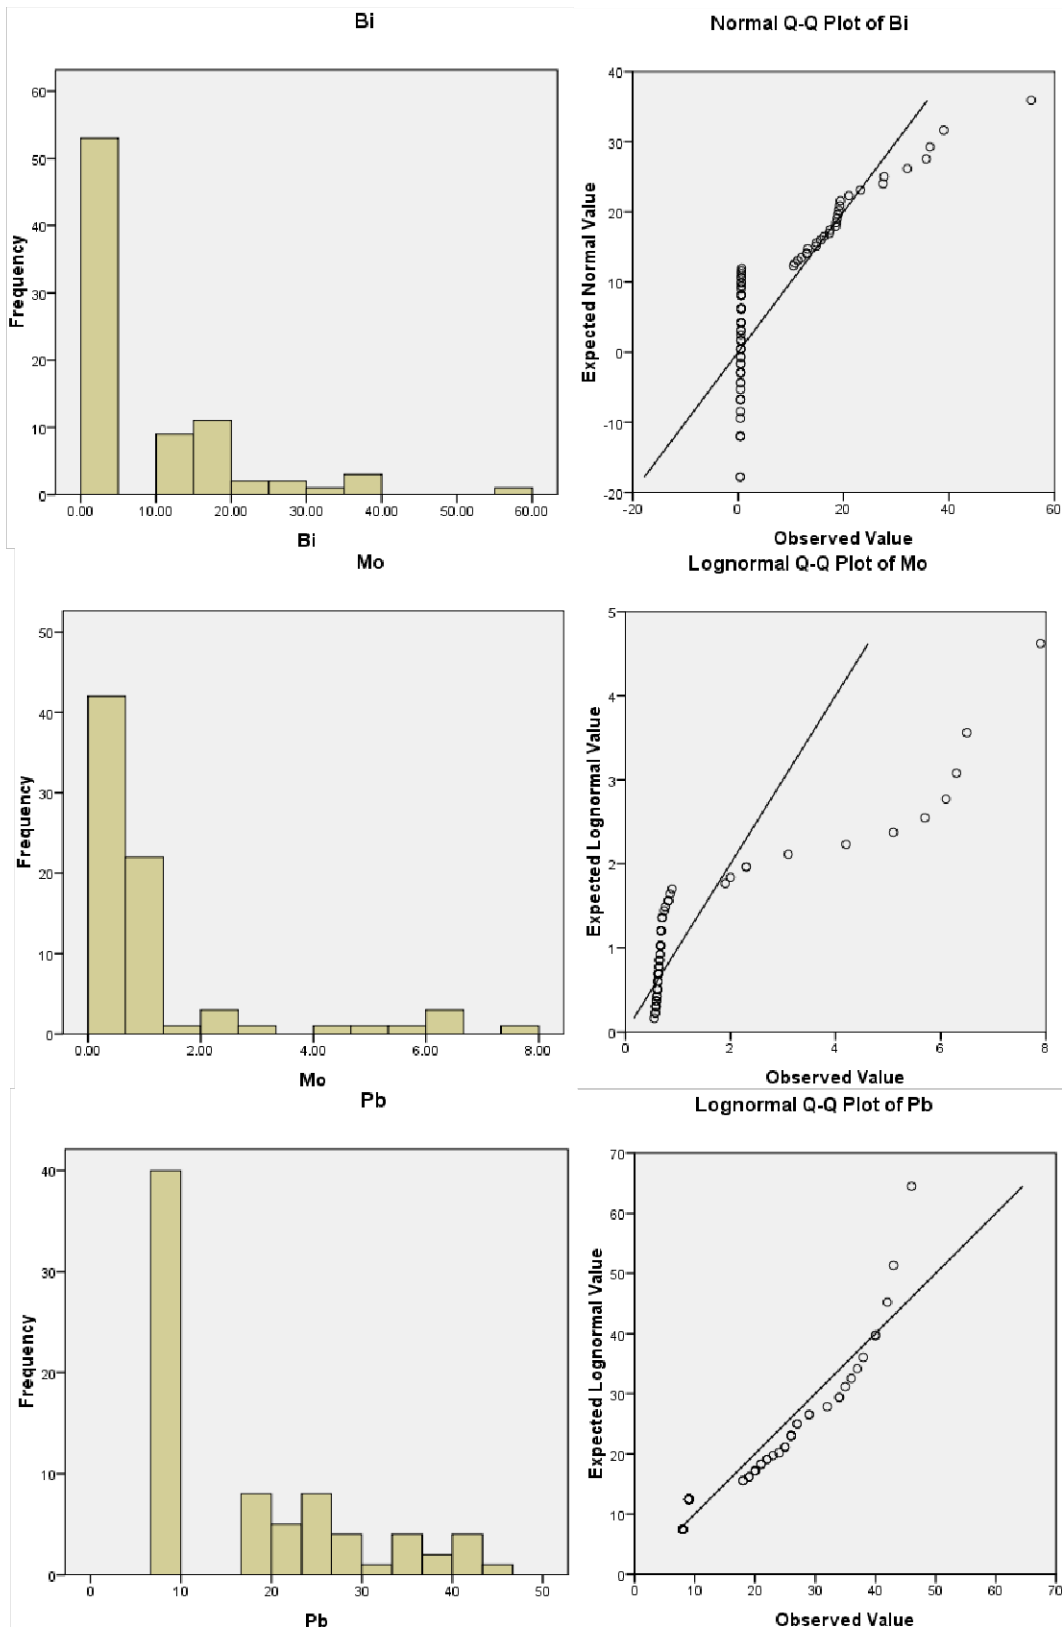 Bi
Frequency
60
50
40
30
20
10
0
0.00 10.00 20.00 30.00 40.00 50.00 60.00
Bi
Normal Q-Q Plot of Bi
Expected Normal Value
40
30
20
10
0
-10
-20
-20 0 20 40 60
Observed Value
Mo
Frequency
50
40
30
20
10
0
0.00 2.00 4.00 6.00 8.00
Mo
Lognormal Q-Q Plot of Mo
Expected Lognormal Value
5
4
3
2
1
0
0 2 4 6 8
Observed Value
Pb
Frequency
40
30
20
10
0
0 10 20 30 40 50
Pb
Lognormal Q-Q Plot of Pb
Expected Lognormal Value
70
60
50
40
30
20
10
0
0 10 20 30 40 50 60 70
Observed Value